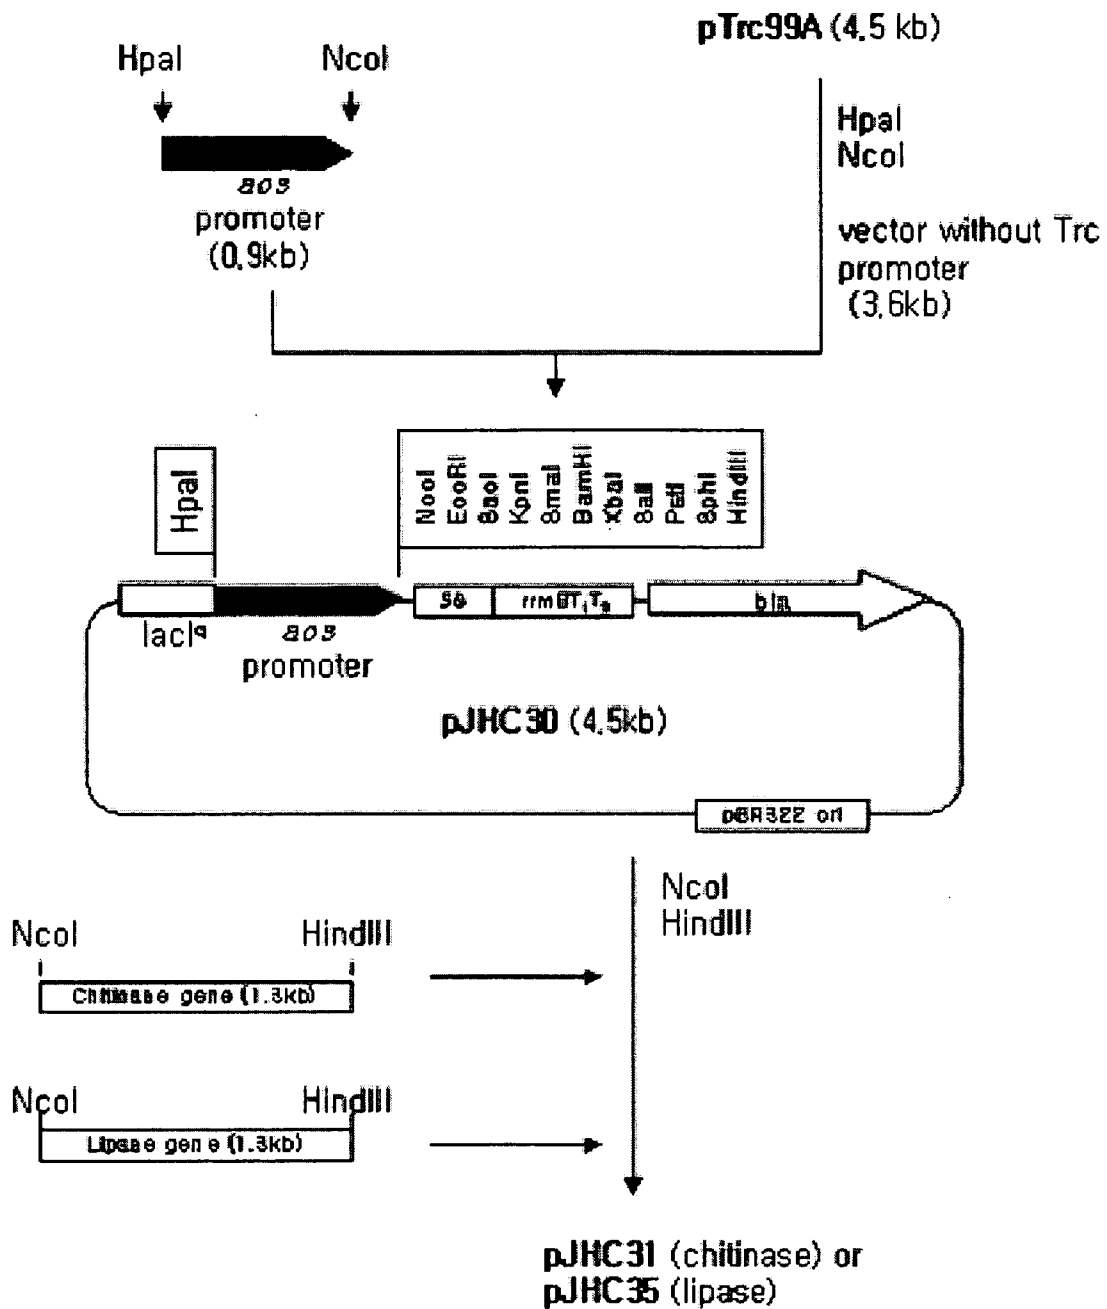 pTrc99A (4.5 kb)
HpaI
NcoI
HpaI
NcoI
aos
promoter
(0.9kb)
vector without Trc
promoter
(3.6kb)
HpaI
NcoI
EcoRI
SacI
KpnI
SmaI
BamHI
XbaI
SalI
PstI
SphI
HindIII
5S
T₁T₂
bla
lacIq
aos
promoter
pJHC30 (4.5kb)
pBR322 ori
NcoI
HindIII
NcoI
HindIII
Chitinase gene (1.3kb)
NcoI
HindIII
Lipase gene (1.3kb)
pJHC31 (chitinase) or
pJHC35 (lipase)